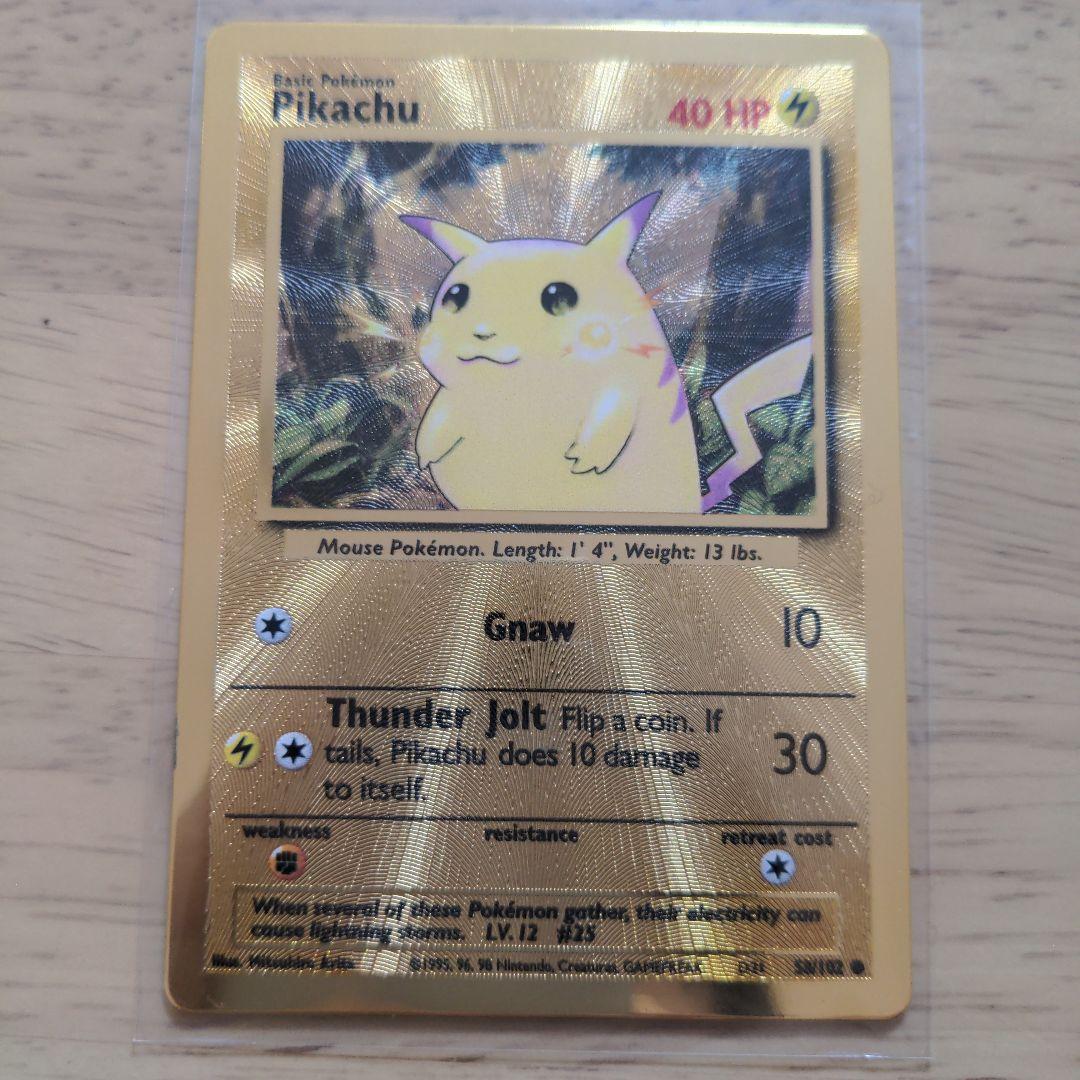 Basic Pokémon
Pikachu
40 HP
Mouse Pokémon. Length: 1' 4", Weight: 13 lbs.
Gnaw 10
Thunder Jolt Flip a coin. If
tails, Pikachu does 10 damage
to itself.
30
weakness resistance retreat cost
When several of these Pokémon gather, their electricity can
cause lightning storms. LV. 12 #25
Illus. Mitsuhiro Arita ©1995, 96, 98 Nintendo, Creatures, GAMEFREAK 58/102